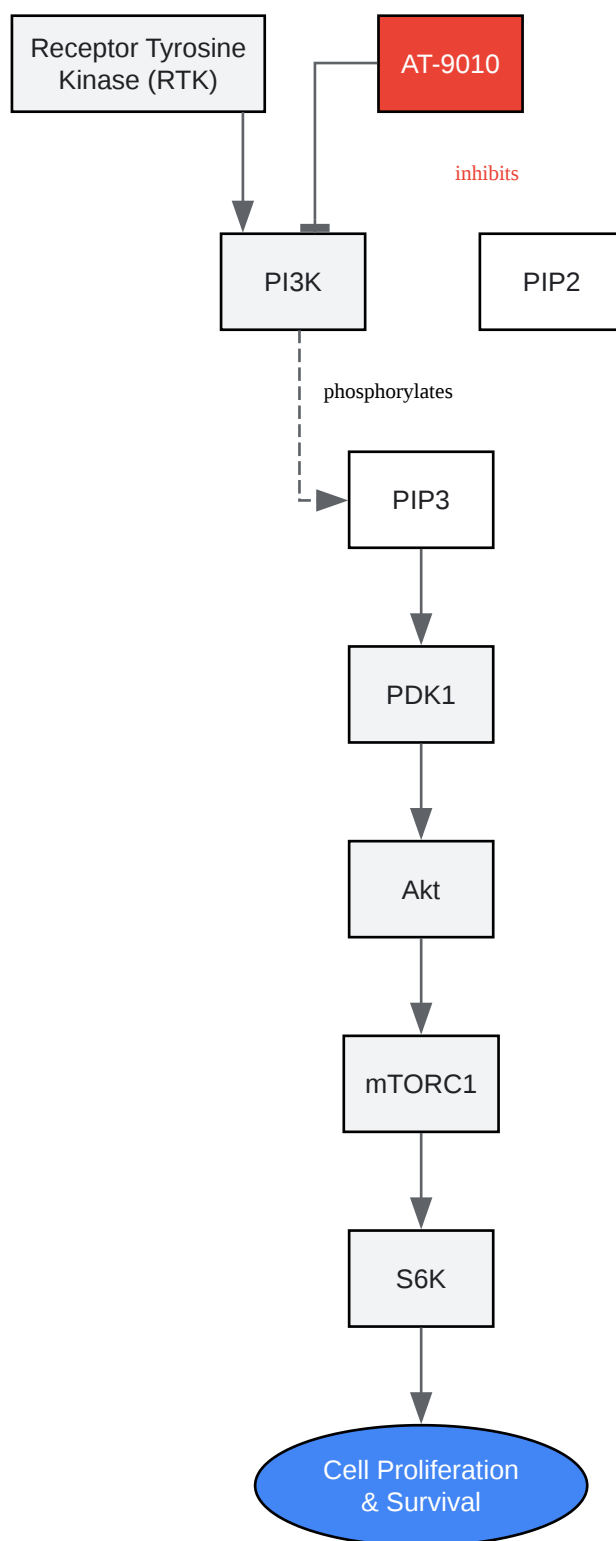 Receptor Tyrosine
Kinase (RTK)
AT-9010
inhibits
PI3K
PIP2
phosphorylates
PIP3
PDK1
Akt
mTORC1
S6K
Cell Proliferation
& Survival